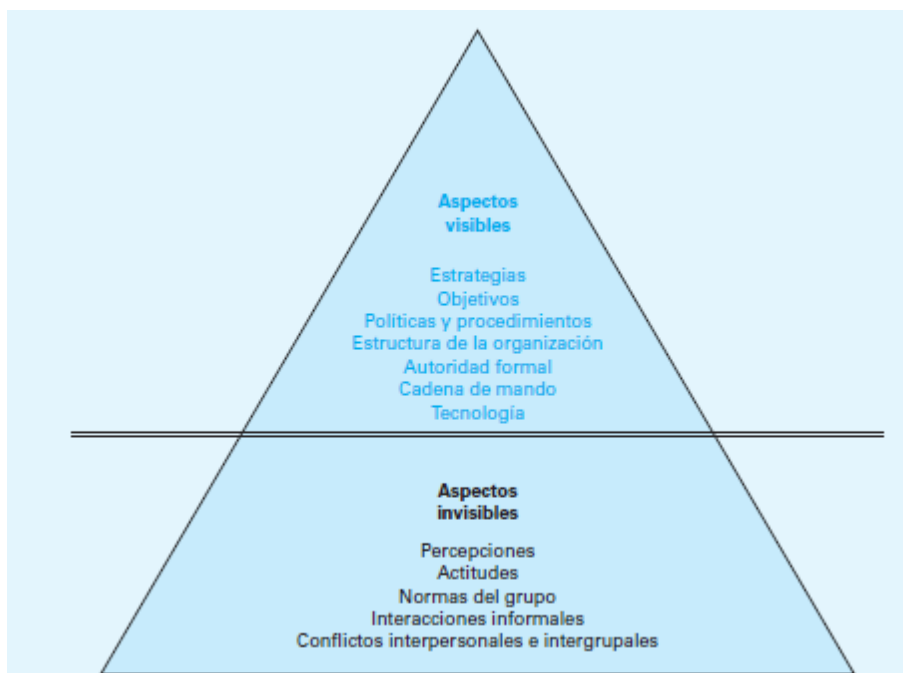 Aspectos
visibles
Estrategias
Objetivos
Políticas y procedimientos
Estructura de la organización
Autoridad formal
Cadena de mando
Tecnología
Aspectos
invisibles
Percepciones
Actitudes
Normas del grupo
Interacciones informales
Conflictos interpersonales e intergrupales